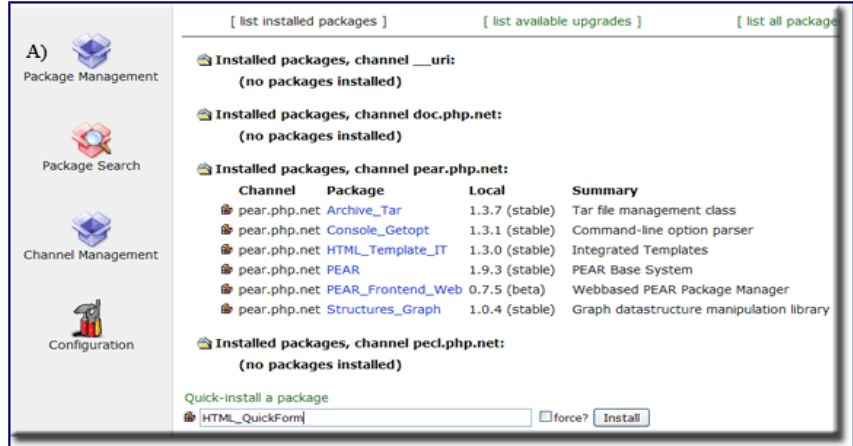 [ list installed packages ] [ list available upgrades ] [ list all package
A)
Package Management
Package Search
Channel Management
Configuration
Installed packages, channel __uri:
(no packages installed)
Installed packages, channel doc.php.net:
(no packages installed)
Installed packages, channel pear.php.net:
Channel Package Local Summary
pear.php.net Archive_Tar 1.3.7 (stable) Tar file management class
pear.php.net Console_Getopt 1.3.1 (stable) Command-line option parser
pear.php.net HTML_Template_IT 1.3.0 (stable) Integrated Templates
pear.php.net PEAR 1.9.3 (stable) PEAR Base System
pear.php.net PEAR_Frontend_Web 0.7.5 (beta) Webbased PEAR Package Manager
pear.php.net Structures_Graph 1.0.4 (stable) Graph datastructure manipulation library
Installed packages, channel pecl.php.net:
(no packages installed)
Quick-install a package
HTML_QuickForm force? Install